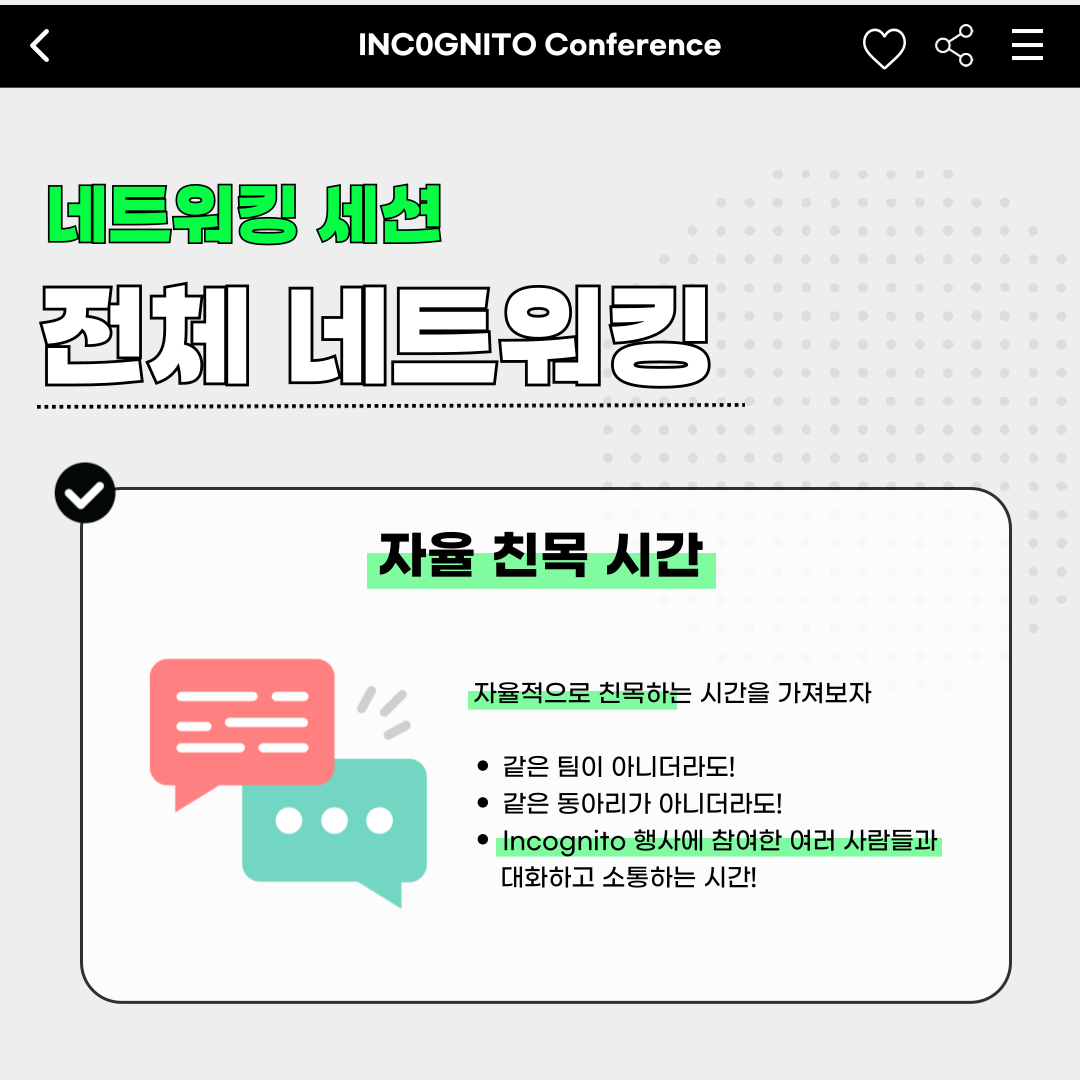 INC0GNITO Conference
네트워킹 세션
전체 네트워킹
자율 친목 시간
자율적으로 친목하는 시간을 가져보자
• 같은 팀이 아니더라도!
• 같은 동아리가 아니더라도!
• Incognito 행사에 참여한 여러 사람들과
대화하고 소통하는 시간!